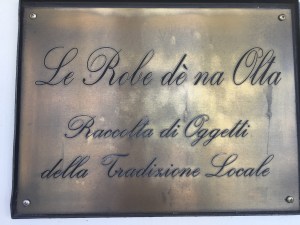 Le Robe dè na Olta
Raccolta di Oggetti
della Tradizione Locale